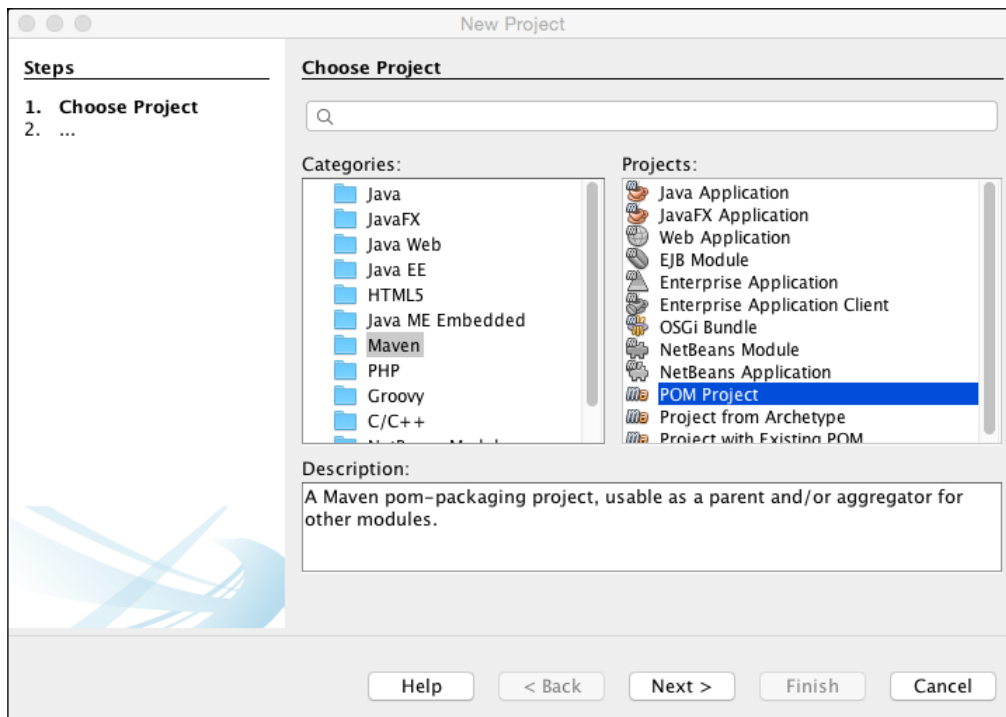 New Project
Steps
1. Choose Project
2. ...
Choose Project
Categories:
Java
JavaFX
Java Web
Java EE
HTML5
Java ME Embedded
Maven
PHP
Groovy
C/C++
NetBeans Modules
Projects:
Java Application
JavaFX Application
Web Application
EJB Module
Enterprise Application
Enterprise Application Client
OSGi Bundle
NetBeans Module
NetBeans Application
POM Project
Project from Archetype
Project with Existing POM
Description:
A Maven pom-packaging project, usable as a parent and/or aggregator for
other modules.
Help
< Back
Next >
Finish
Cancel